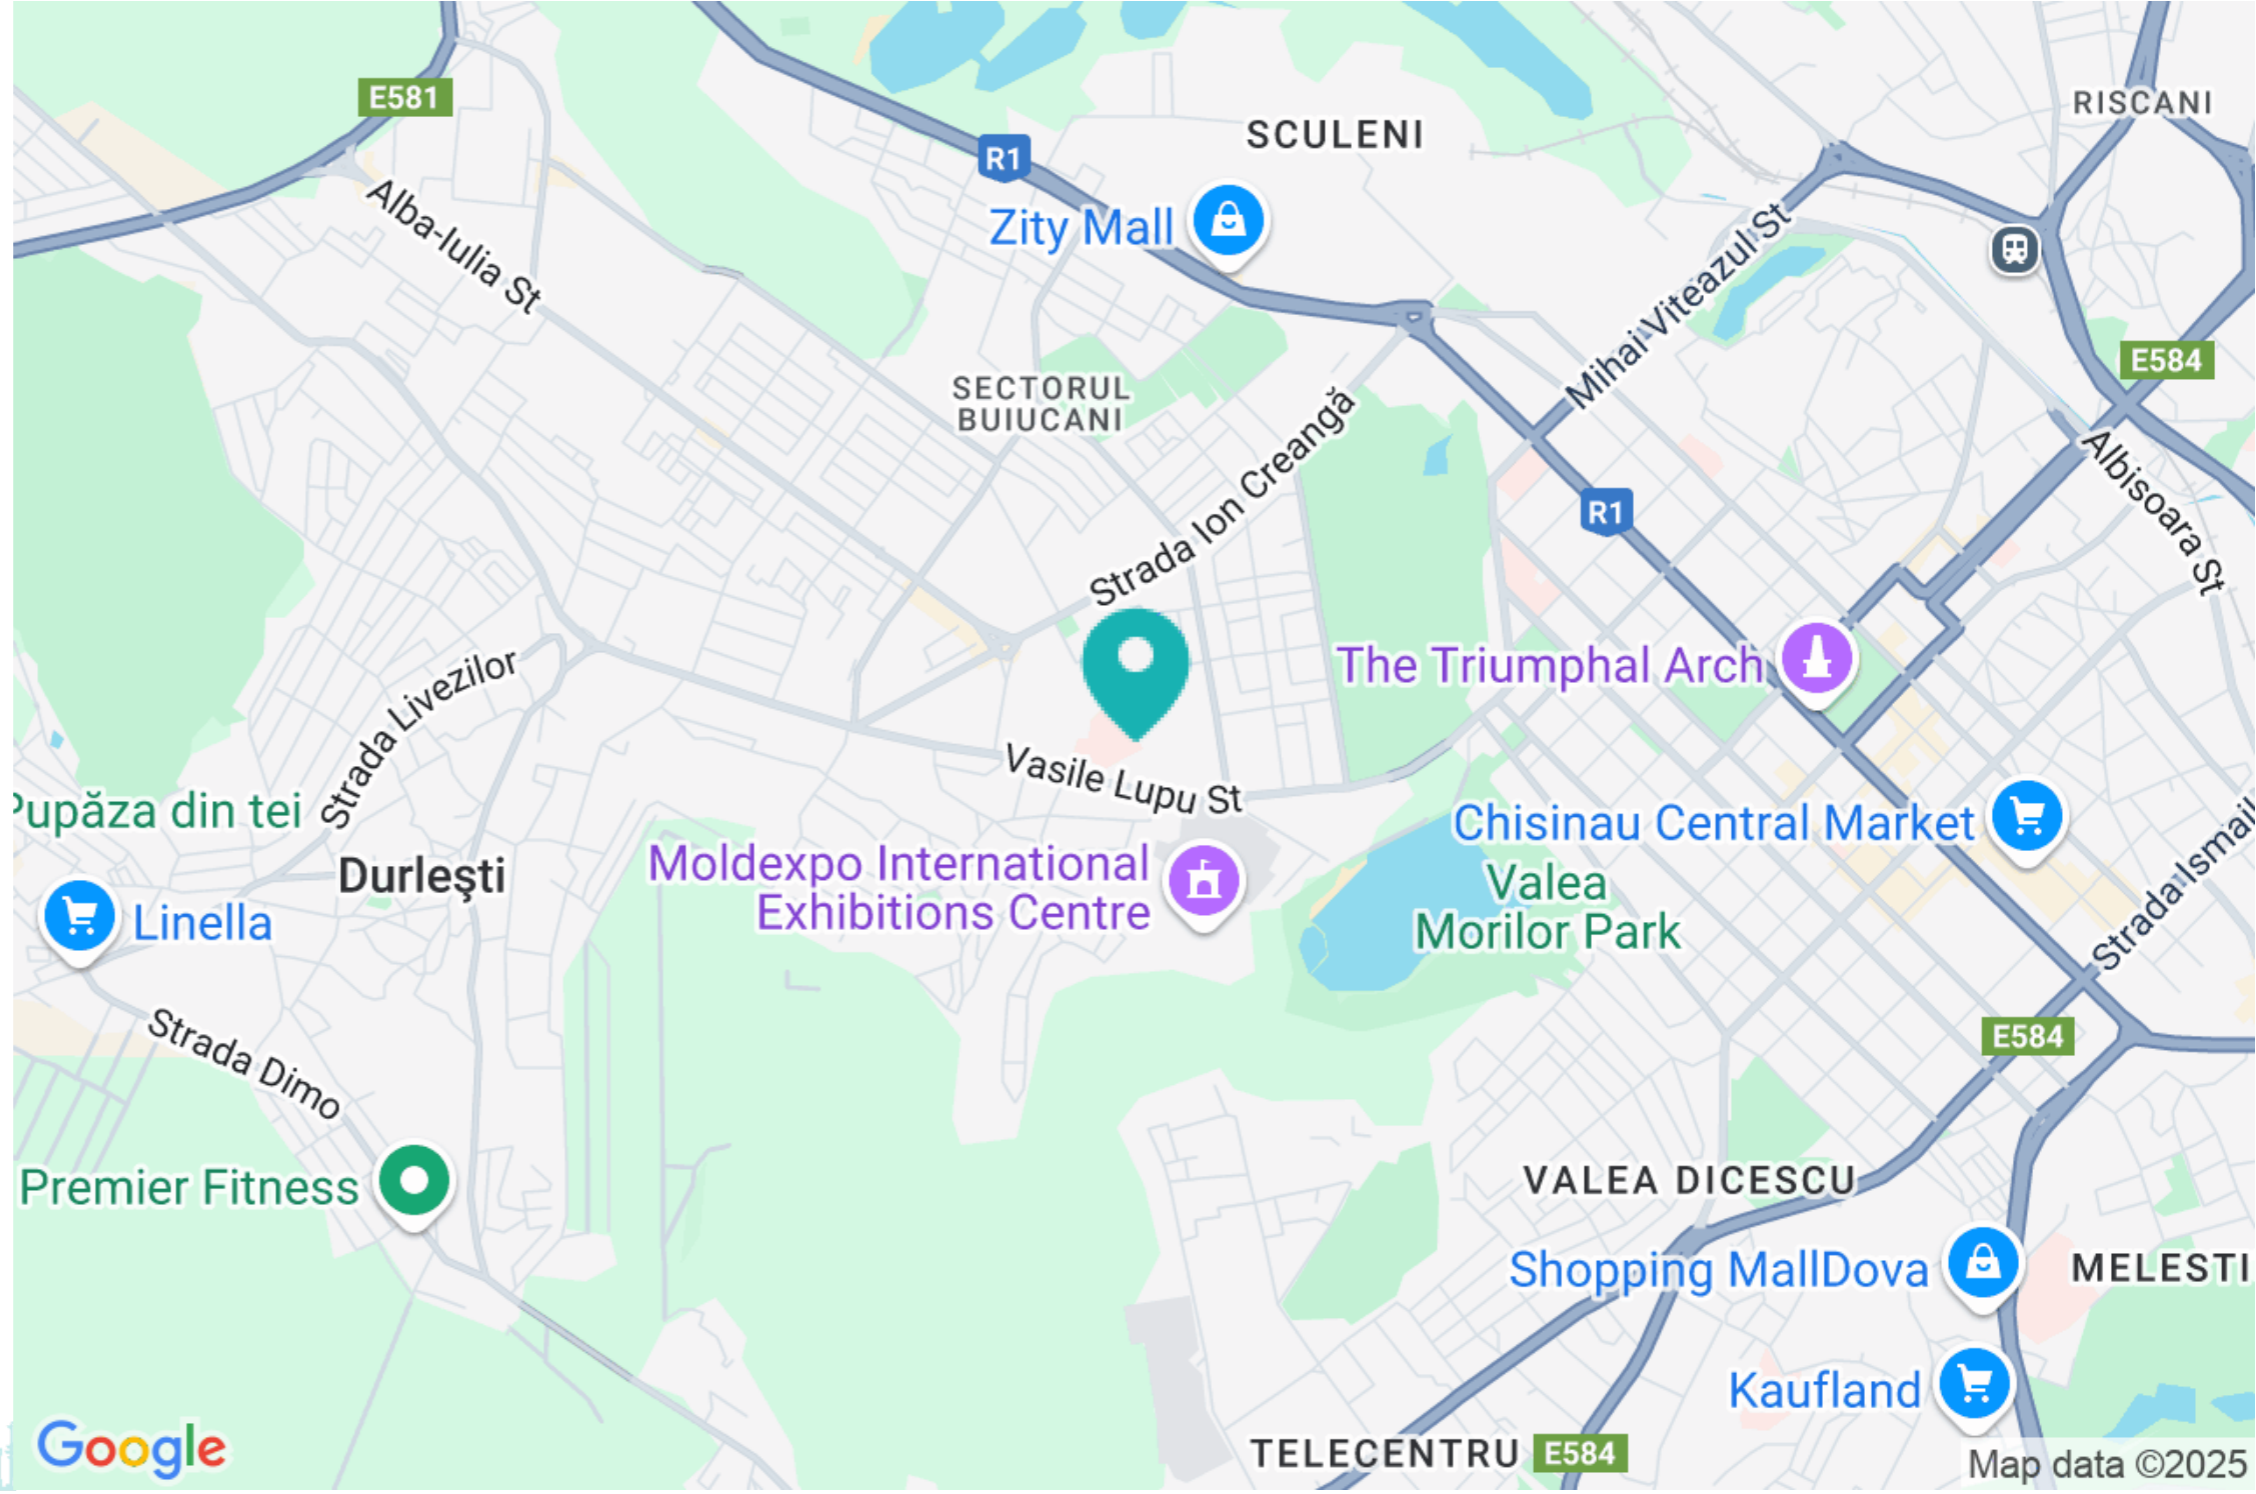 E581
SCULENI
RISCANI
R1
Zity Mall
Alba-Iulia St
Mihai Viteazul St
E584
SECTORUL
BUIUCANI
Strada Ion Creangă
Albisoara St
R1
The Triumphal Arch
Strada Livezilor
Vasile Lupu St
Pupăza din tei
Chisinau Central Market
Strada Ismail
Durleşti
Moldexpo International
Exhibitions Centre
Valea
Morilor Park
Linella
Strada Dimo
E584
Premier Fitness
VALEA DICESCU
Shopping MallDova
MELESTI
Kaufland
Google
TELECENTRU
E584
Map data ©2025